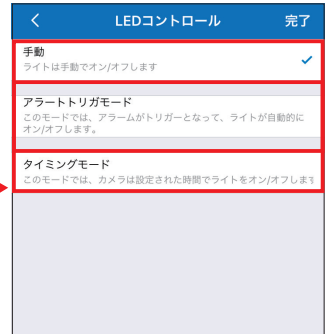 LEDコントロール 完了
手動
ライトは手動でオン/オフします
アラートトリガモード
このモードでは、アラームがトリガーとなって、ライトが自動的に
オン/オフします。
タイミングモード
このモードでは、カメラは設定された時間でライトをオン/オフします